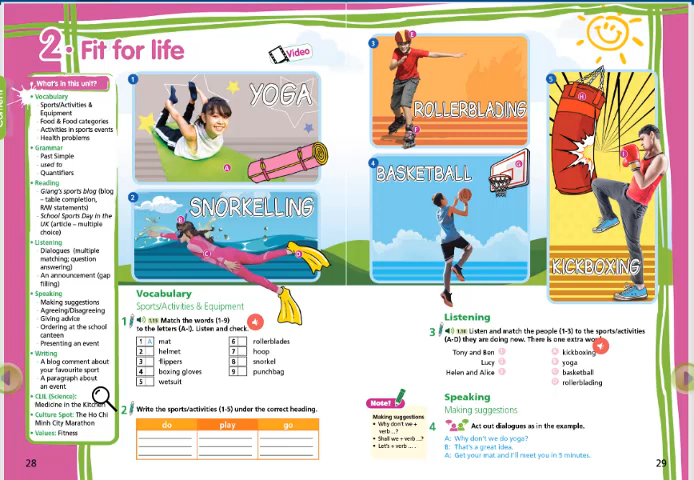 2. Fit for life
Video
What's in this unit?
• Vocabulary
Sports/Activities &
Equipment
Food & Food categories
Activities in sports events
Health problems
• Grammar
Past Simple
used to
Quantifiers
• Reading
Giang's sports blog (blog
– table completion,
R/W statements)
School Sports Day in the
UK (article – multiple
choice)
• Listening
Dialogues (multiple
matching; question
answering)
An announcement (gap
filling)
• Speaking
Making suggestions
Agreeing/Disagreeing
Giving advice
Ordering at the school
canteen
Presenting an event
• Writing
A blog comment about
your favourite sport
A paragraph about
an event
• CLIL (Science):
Medicine in the Kitchen
• Culture Spot: The Ho Chi
Minh City Marathon
• Values: Fitness
1
YOGA
A
2
SNORKELLING
B
C
D
3
ROLLERBLADING
E
F
4
BASKETBALL
G
5
KICKBOXING
H
I
Vocabulary
Sports/Activities & Equipment
1 Match the words (1-9)
to the letters (A-I). Listen and check.
1 A mat
2 helmet
3 flippers
4 boxing gloves
5 wetsuit
6 rollerblades
7 hoop
8 snorkel
9 punchbag
2 Write the sports/activities (1-5) under the correct heading.
do play go
Listening
3 Listen and match the people (1-3) to the sports/activities
(A-D) they are doing now. There is one extra word.
Tony and Ben
Lucy
Helen and Alice
kickboxing
yoga
basketball
rollerblading
Speaking
Making suggestions
4 Act out dialogues as in the example.
A: Why don't we do yoga?
B: That's a great idea.
A: Get your mat and I'll meet you in 5 minutes.
Note!
Making suggestions
• Why don't we +
verb ...?
• Shall we + verb ...?
• Let's + verb ... .
28
29